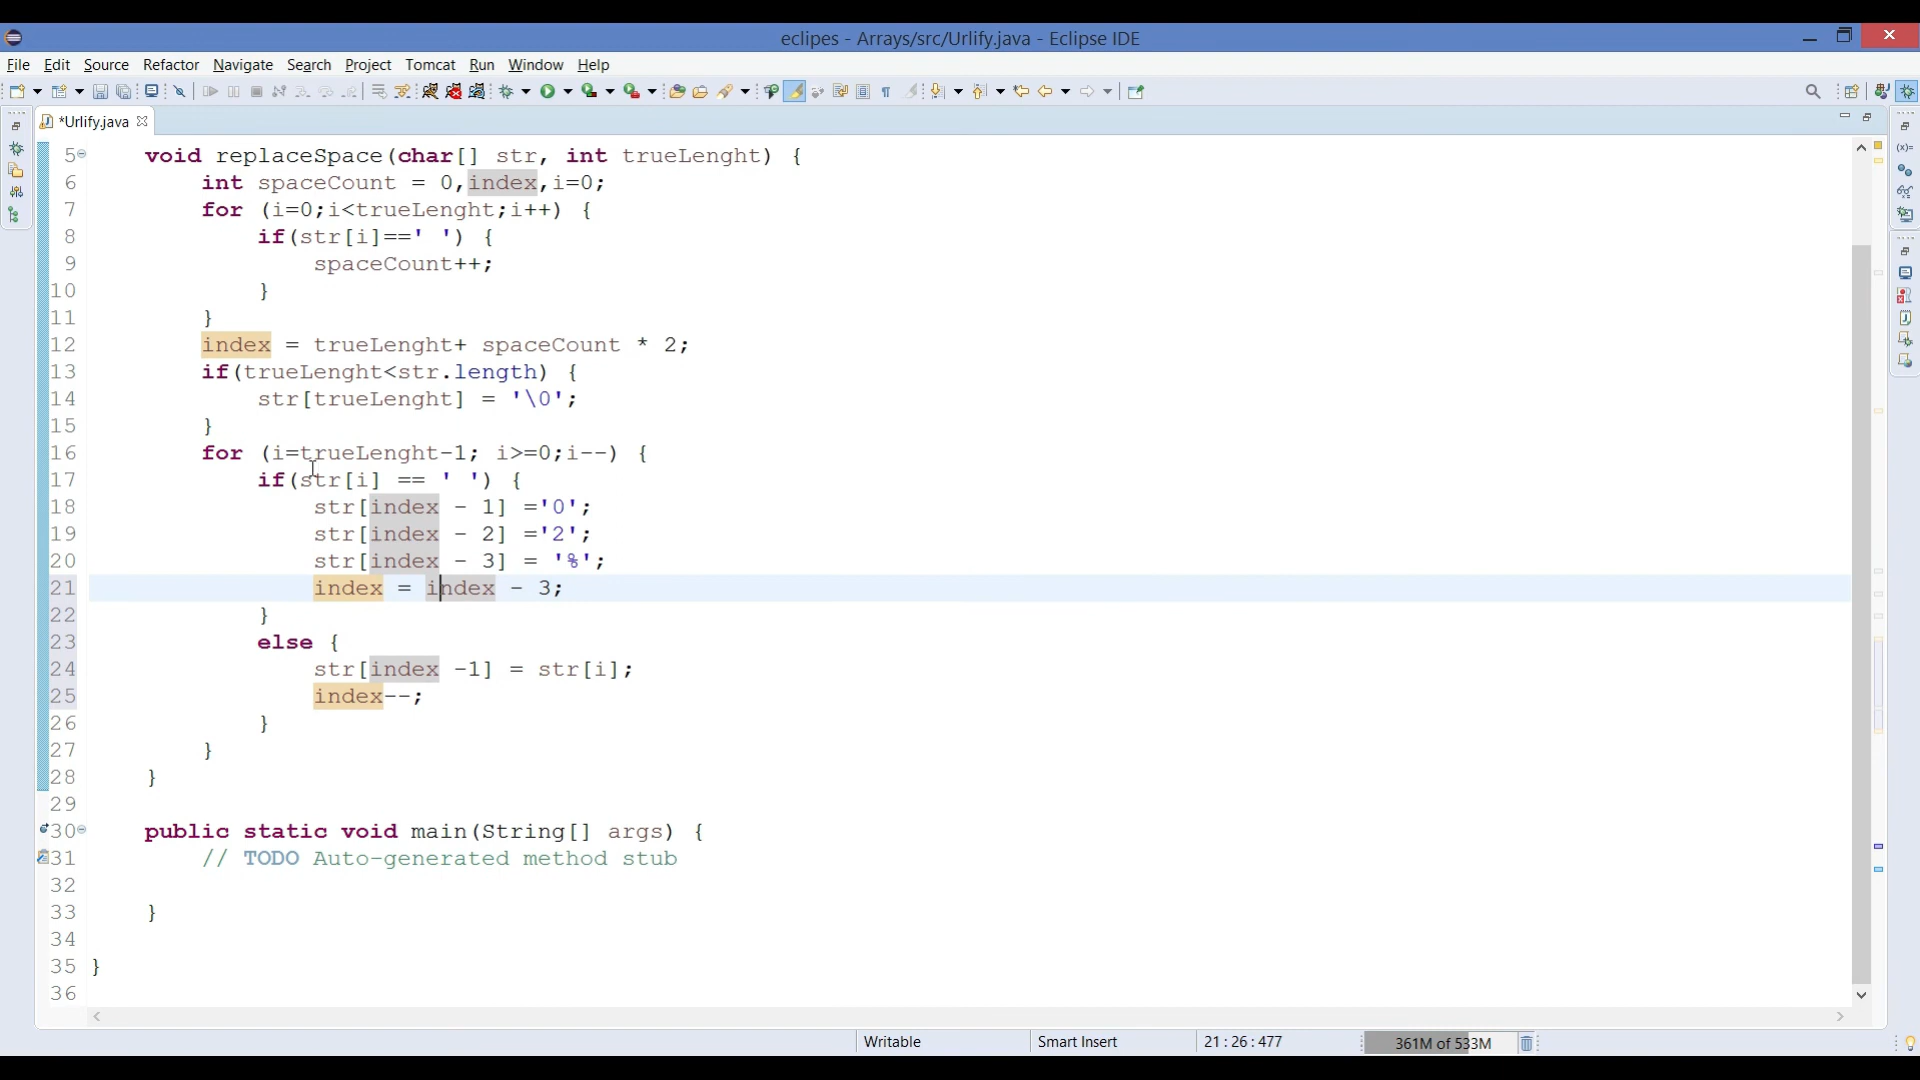 eclipes - Arrays/src/Urlify.java - Eclipse IDE
File Edit Source Refactor Navigate Search Project Tomcat Run Window Help
*Urlify.java
5 void replaceSpace(char[] str, int trueLenght) {
6 int spaceCount = 0,index,i=0;
7 for (i=0;i<trueLenght;i++) {
8 if(str[i]==' ') {
9 spaceCount++;
10 }
11 }
12 index = trueLenght+ spaceCount * 2;
13 if(trueLenght<str.length) {
14 str[trueLenght] = '\0';
15 }
16 for (i=trueLenght-1; i>=0;i--) {
17 if(str[i] == ' ') {
18 str[index - 1] ='0';
19 str[index - 2] ='2';
20 str[index - 3] = '%';
21 index = index - 3;
22 }
23 else {
24 str[index -1] = str[i];
25 index--;
26 }
27 }
28 }
29
30 public static void main(String[] args) {
31 // TODO Auto-generated method stub
32
33 }
34
35 }
36
Writable Smart Insert 21 : 26 : 477 361M of 533M